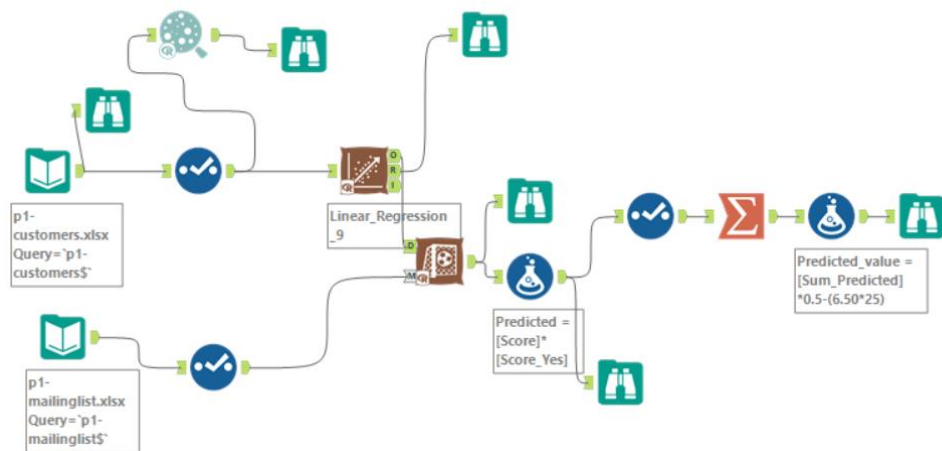 p1-
customers.xlsx
Query=`p1-
customers$`
O
R
I
Linear_Regression
_9
D
M
p1-
mailinglist.xlsx
Query=`p1-
mailinglist$`
Predicted =
[Score]*
[Score_Yes]
Predicted_value =
[Sum_Predicted]
*0.5-(6.50*25)